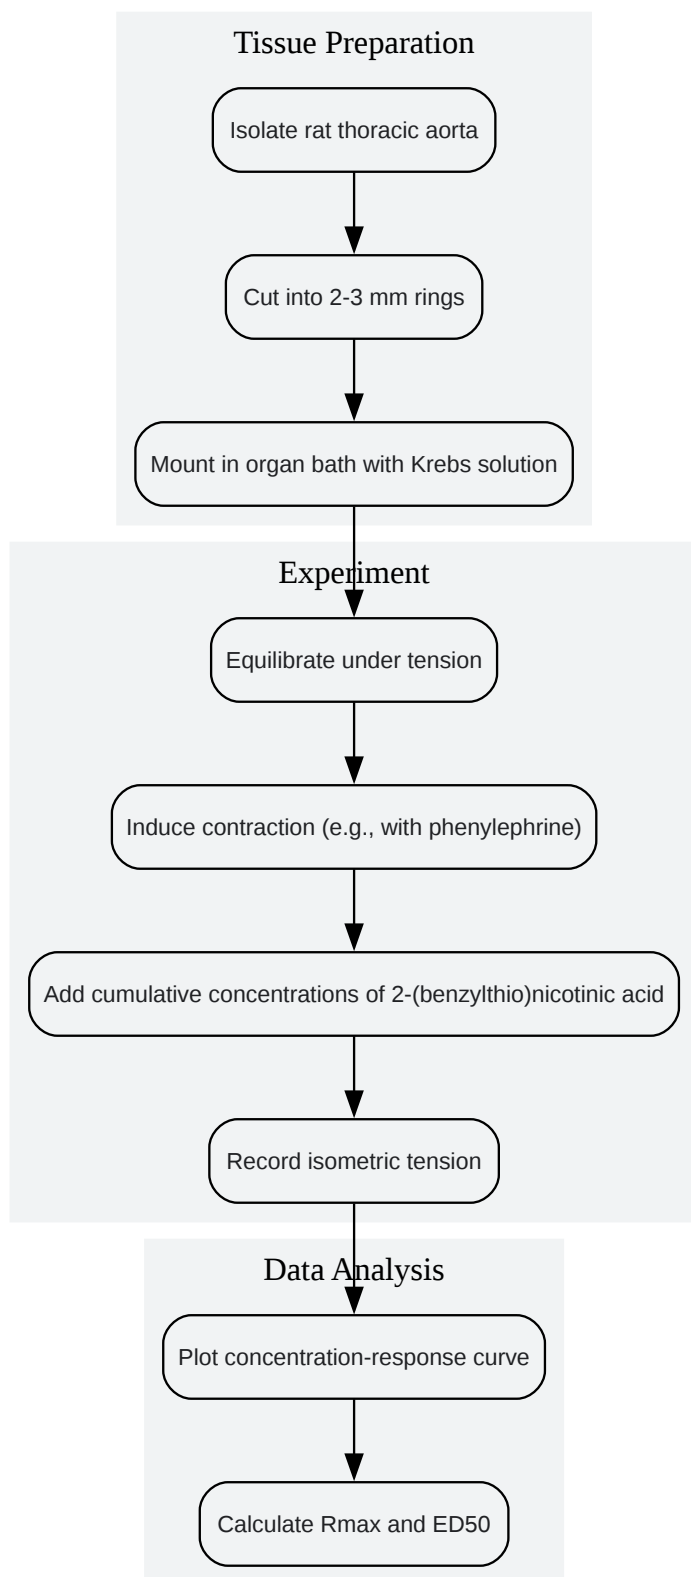 Tissue Preparation
Isolate rat thoracic aorta
Cut into 2-3 mm rings
Mount in organ bath with Krebs solution
Experiment
Equilibrate under tension
Induce contraction (e.g., with phenylephrine)
Add cumulative concentrations of 2-(benzylthio)nicotinic acid
Record isometric tension
Data Analysis
Plot concentration-response curve
Calculate Rmax and ED50